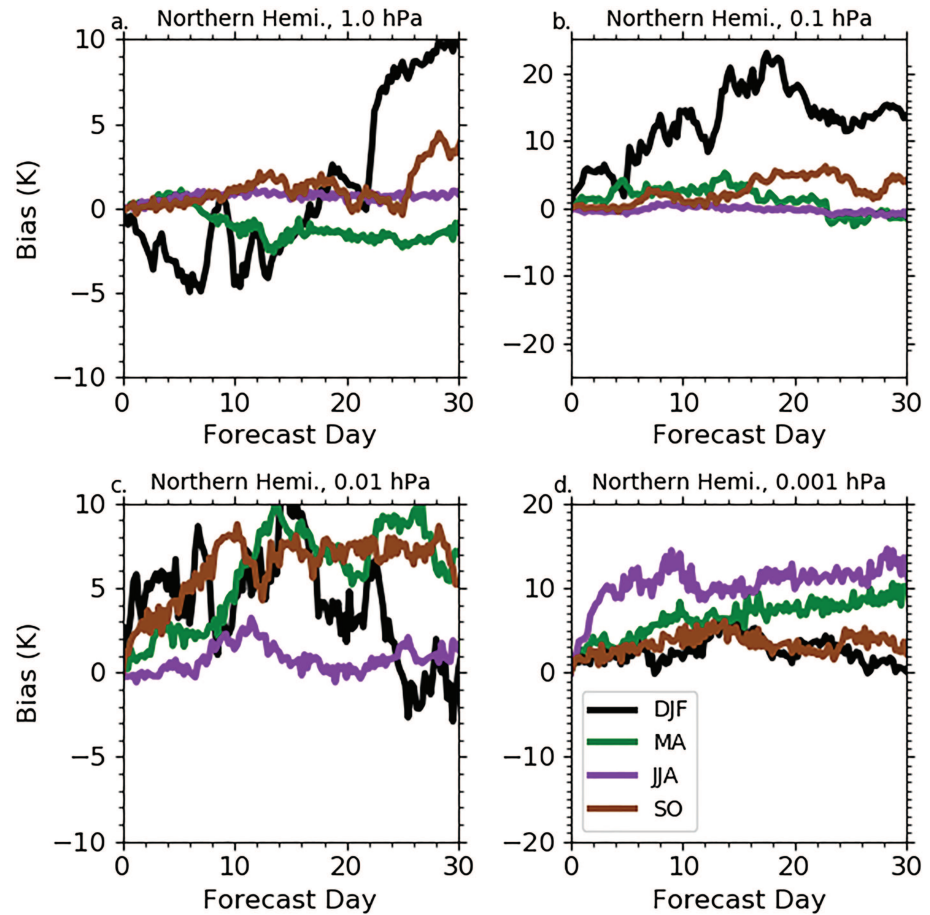 a. Northern Hemi., 1.0 hPa
10
5
0
−5
−10
Bias (K)
0 10 20 30
Forecast Day
b. Northern Hemi., 0.1 hPa
20
10
0
−10
−20
0 10 20 30
Forecast Day
c. Northern Hemi., 0.01 hPa
10
5
0
−5
−10
Bias (K)
0 10 20 30
Forecast Day
d. Northern Hemi., 0.001 hPa
20
10
0
−10
−20
DJF
MA
JJA
SO
0 10 20 30
Forecast Day